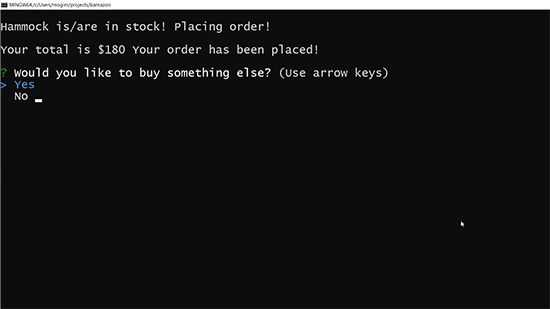 MINGW64:/c/Users/mogim/projects/Bamazon
Hammock is/are in stock! Placing order!
Your total is $180 Your order has been placed!
? Would you like to buy something else? (Use arrow keys)
> Yes
No